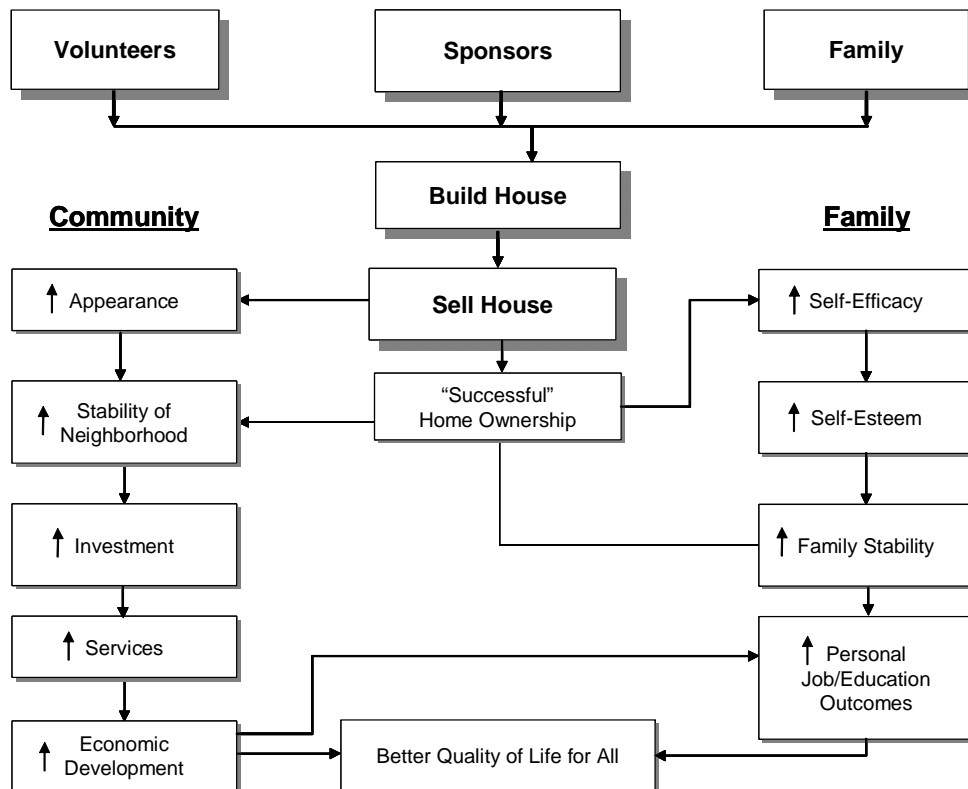 Volunteers
Sponsors
Family
Build House
Community
Family
Sell House
Appearance
Self-Efficacy
“Successful”
Home Ownership
Stability of
Neighborhood
Self-Esteem
Investment
Family Stability
Services
Personal
Job/Education
Outcomes
Economic
Development
Better Quality of Life for All